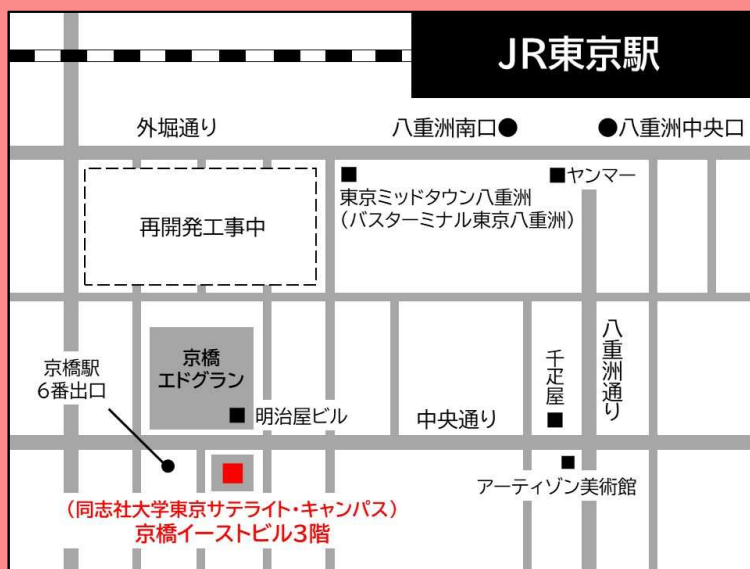 JR東京駅
外堀通り
八重洲南口●
●八重洲中央口
■ヤンマー
東京ミッドタウン八重洲
(バスターミナル東京八重洲)
再開発工事中
京橋
エドグラン
京橋駅
6番出口
明治屋ビル
中央通り
千疋屋
八重洲通り
アーティゾン美術館
(同志社大学東京サテライト・キャンパス)
京橋イーストビル3階